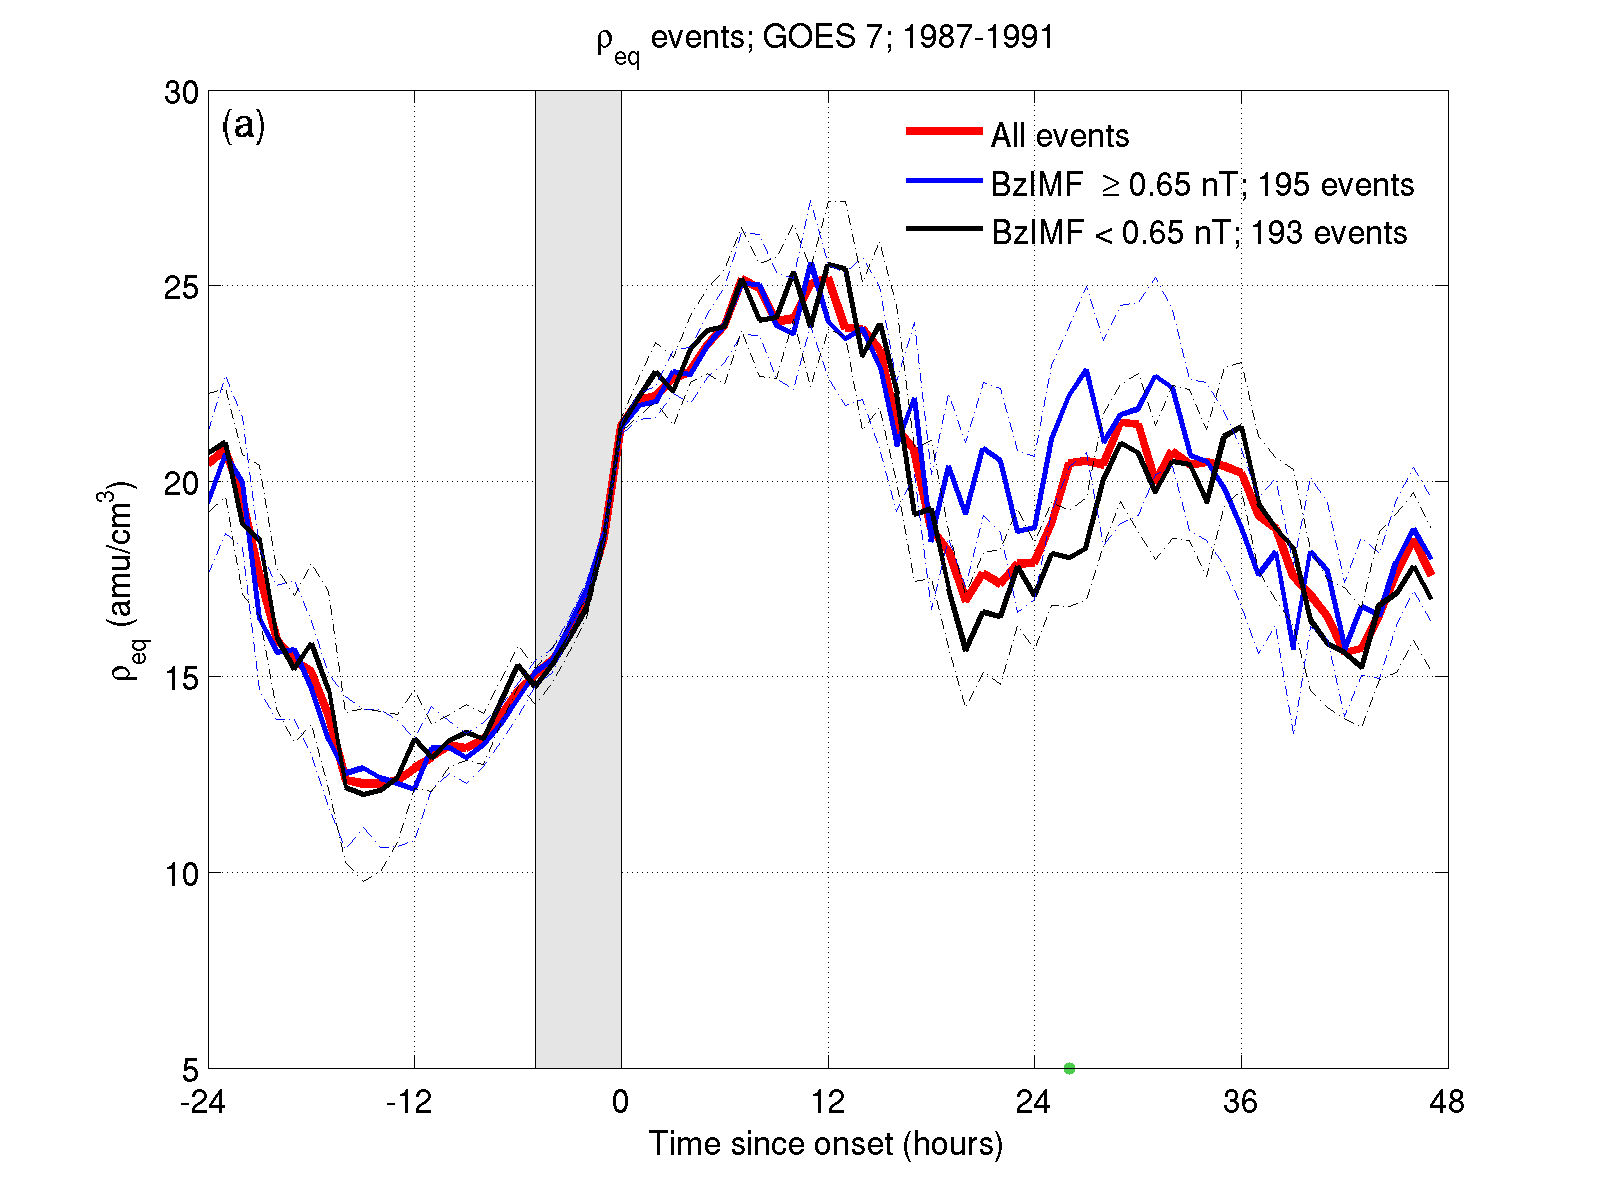 ρeq events; GOES 7; 1987-1991
(a)
All events
BzIMF ≥ 0.65 nT; 195 events
BzIMF < 0.65 nT; 193 events
30
25
20
15
10
5
ρeq (amu/cm³)
-24 -12 0 12 24 36 48
Time since onset (hours)